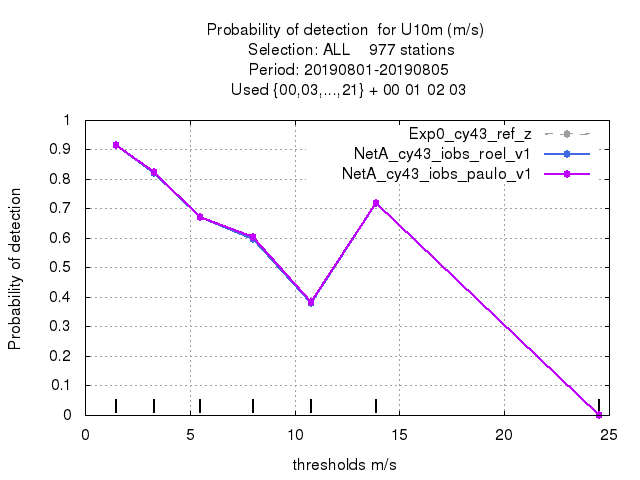 Probability of detection  for U10m (m/s)
Selection: ALL    977 stations
Period: 20190801-20190805
Used {00,03,...,21} + 00 01 02 03
Exp0_cy43_ref_z
NetA_cy43_iobs_roel_v1
NetA_cy43_iobs_paulo_v1
Probability of detection
1
0.9
0.8
0.7
0.6
0.5
0.4
0.3
0.2
0.1
0
0 5 10 15 20 25
thresholds m/s